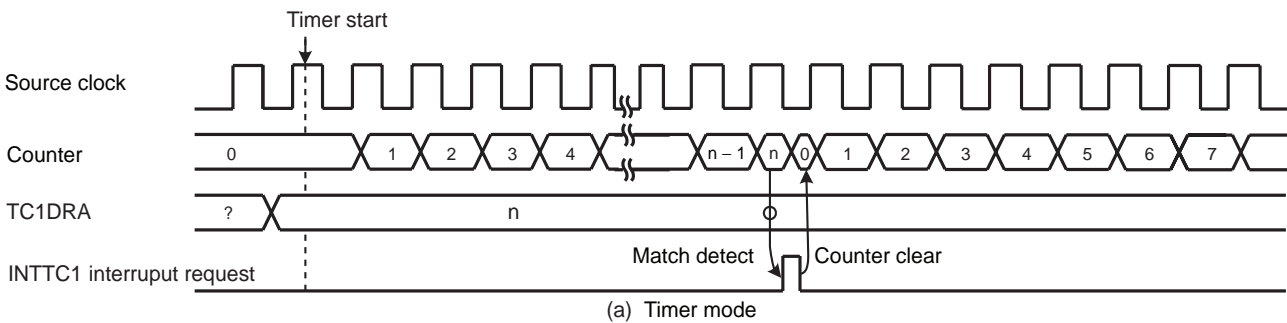 Timer start
Source clock
Counter 0 1 2 3 4 n – 1 n 0 1 2 3 4 5 6 7
TC1DRA ? n
Match detect Counter clear
INTTC1 interruput request
(a) Timer mode